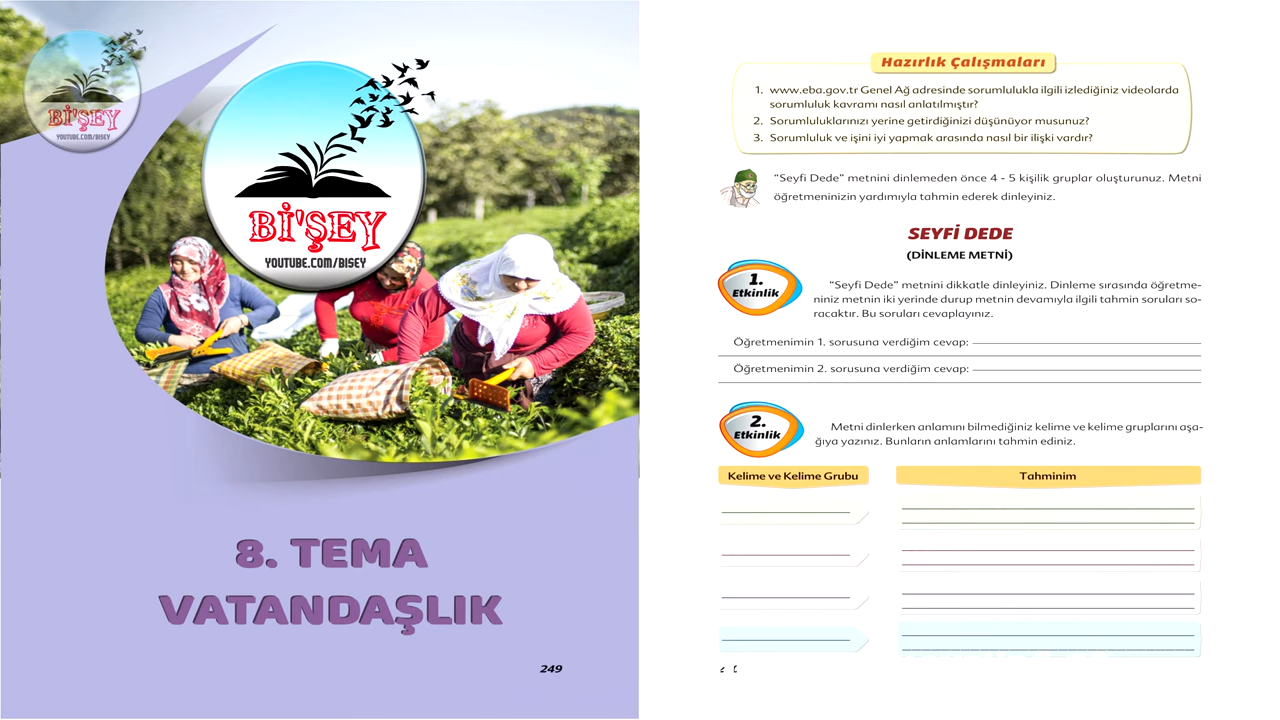 Bİ'ŞEY
YOUTUBE.COM/BISEY
Bİ'ŞEY
YOUTUBE.COM/BISEY
8. TEMA
VATANDAŞLIK
249
Hazırlık Çalışmaları
1. www.eba.gov.tr Genel Ağ adresinde sorumlulukla ilgili izlediğiniz videolarda
sorumluluk kavramı nasıl anlatılmıştır?
2. Sorumluluklarınızı yerine getirdiğinizi düşünüyor musunuz?
3. Sorumluluk ve işini iyi yapmak arasında nasıl bir ilişki vardır?
“Seyfi Dede” metnini dinlemeden önce 4 - 5 kişilik gruplar oluşturunuz. Metni
öğretmeninizin yardımıyla tahmin ederek dinleyiniz.
SEYFİ DEDE
(DİNLEME METNİ)
1.
Etkinlik
“Seyfi Dede” metnini dikkatle dinleyiniz. Dinleme sırasında öğretme-
niniz metnin iki yerinde durup metnin devamıyla ilgili tahmin soruları so-
racaktır. Bu soruları cevaplayınız.
Öğretmenimin 1. sorusuna verdiğim cevap:
Öğretmenimin 2. sorusuna verdiğim cevap:
2.
Etkinlik
Metni dinlerken anlamını bilmediğiniz kelime ve kelime gruplarını aşa-
ğıya yazınız. Bunların anlamlarını tahmin ediniz.
Kelime ve Kelime Grubu
Tahminim